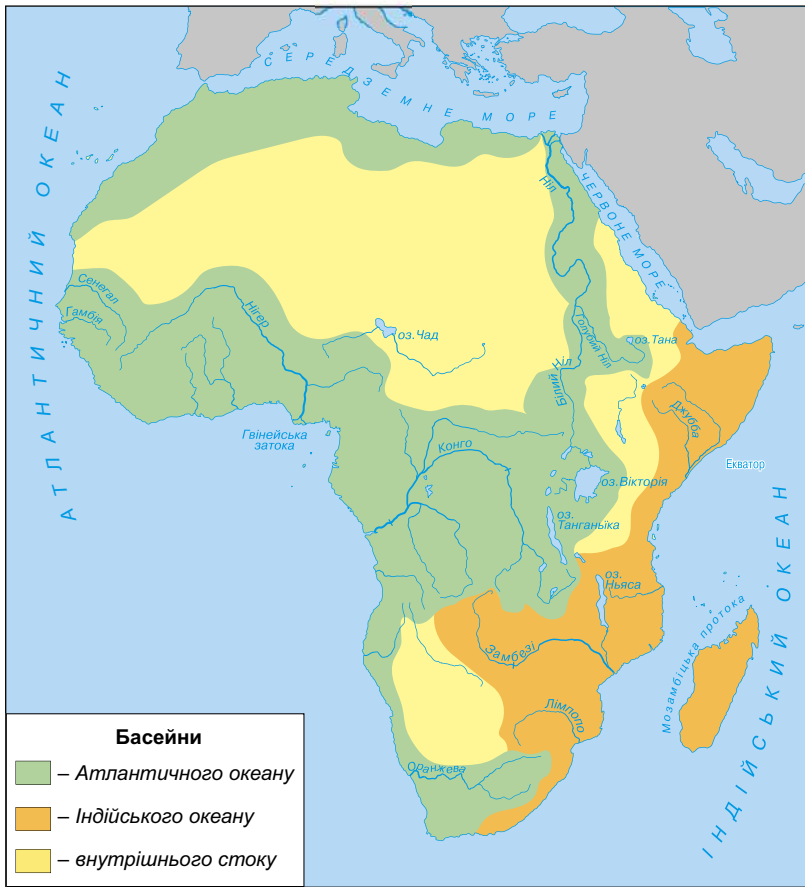 АТЛАНТИЧНИЙ ОКЕАН
СЕРЕДЗЕМНЕ МОРЕ
ЧЕРВОНЕ МОРЕ
Ніл
Сенегал
Гамбія
Нігер
оз.Чад
Голубий Ніл
оз.Тана
Білий Ніл
Джубба
Гвінейська
затока
Конго
Екватор
оз.Вікторія
оз.
Танганьїка
оз.
Ньяса
Мозамбіцька протока
ІНДІЙСЬКИЙ ОКЕАН
Замбезі
Лімпопо
Оранжева
Басейни
– Атлантичного океану
– Індійського океану
– внутрішнього стоку